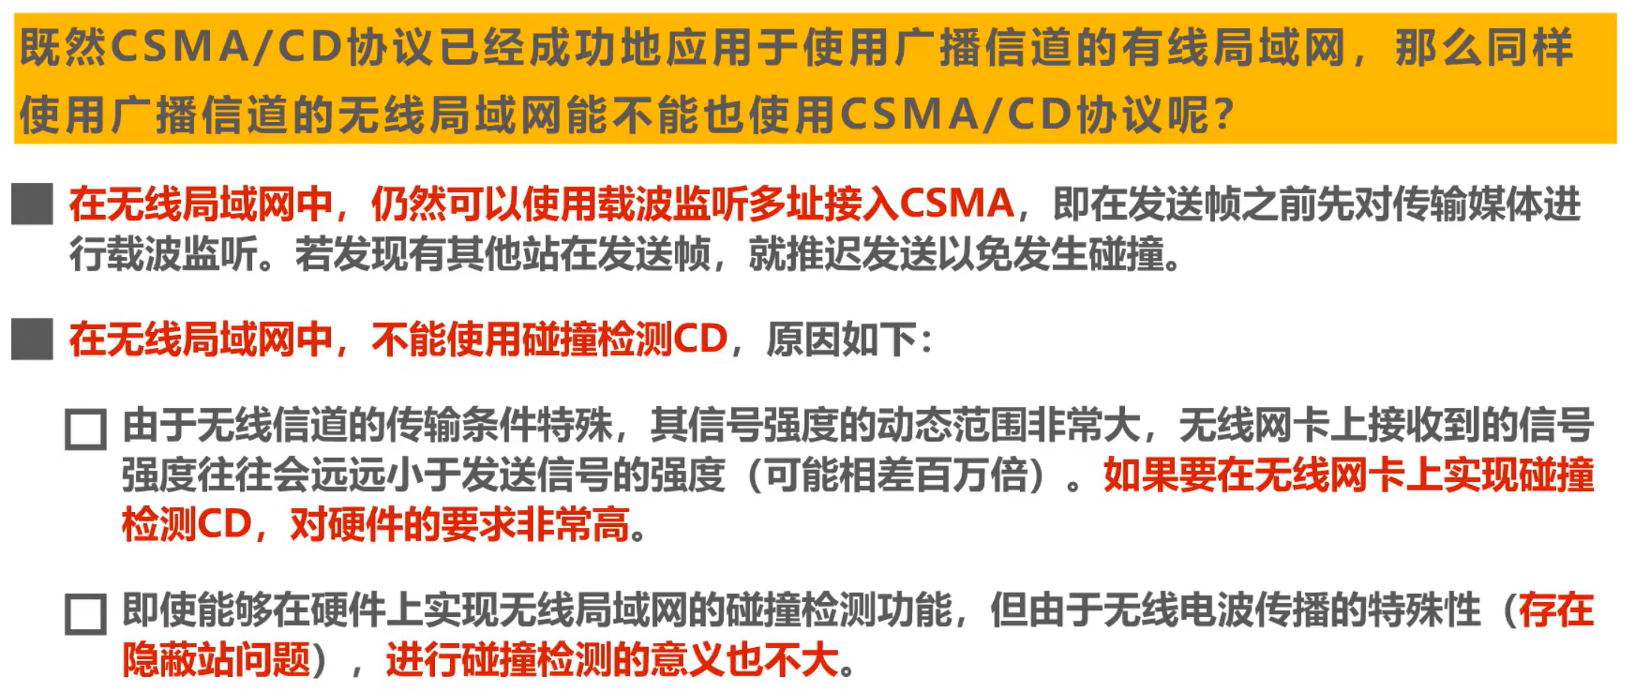 既然CSMA/CD协议已经成功地应用于使用广播信道的有线局域网，那么同样
使用广播信道的无线局域网能不能也使用CSMA/CD协议呢？
在无线局域网中，仍然可以使用载波监听多址接入CSMA，即在发送帧之前先对传输媒体进
行载波监听。若发现有其他站在发送帧，就推迟发送以免发生碰撞。
在无线局域网中，不能使用碰撞检测CD，原因如下：
由于无线信道的传输条件特殊，其信号强度的动态范围非常大，无线网卡上接收到的信号
强度往往会远远小于发送信号的强度（可能相差百万倍）。如果要在无线网卡上实现碰撞
检测CD，对硬件的要求非常高。
即使能够在硬件上实现无线局域网的碰撞检测功能，但由于无线电波传播的特殊性（存在
隐蔽站问题），进行碰撞检测的意义也不大。